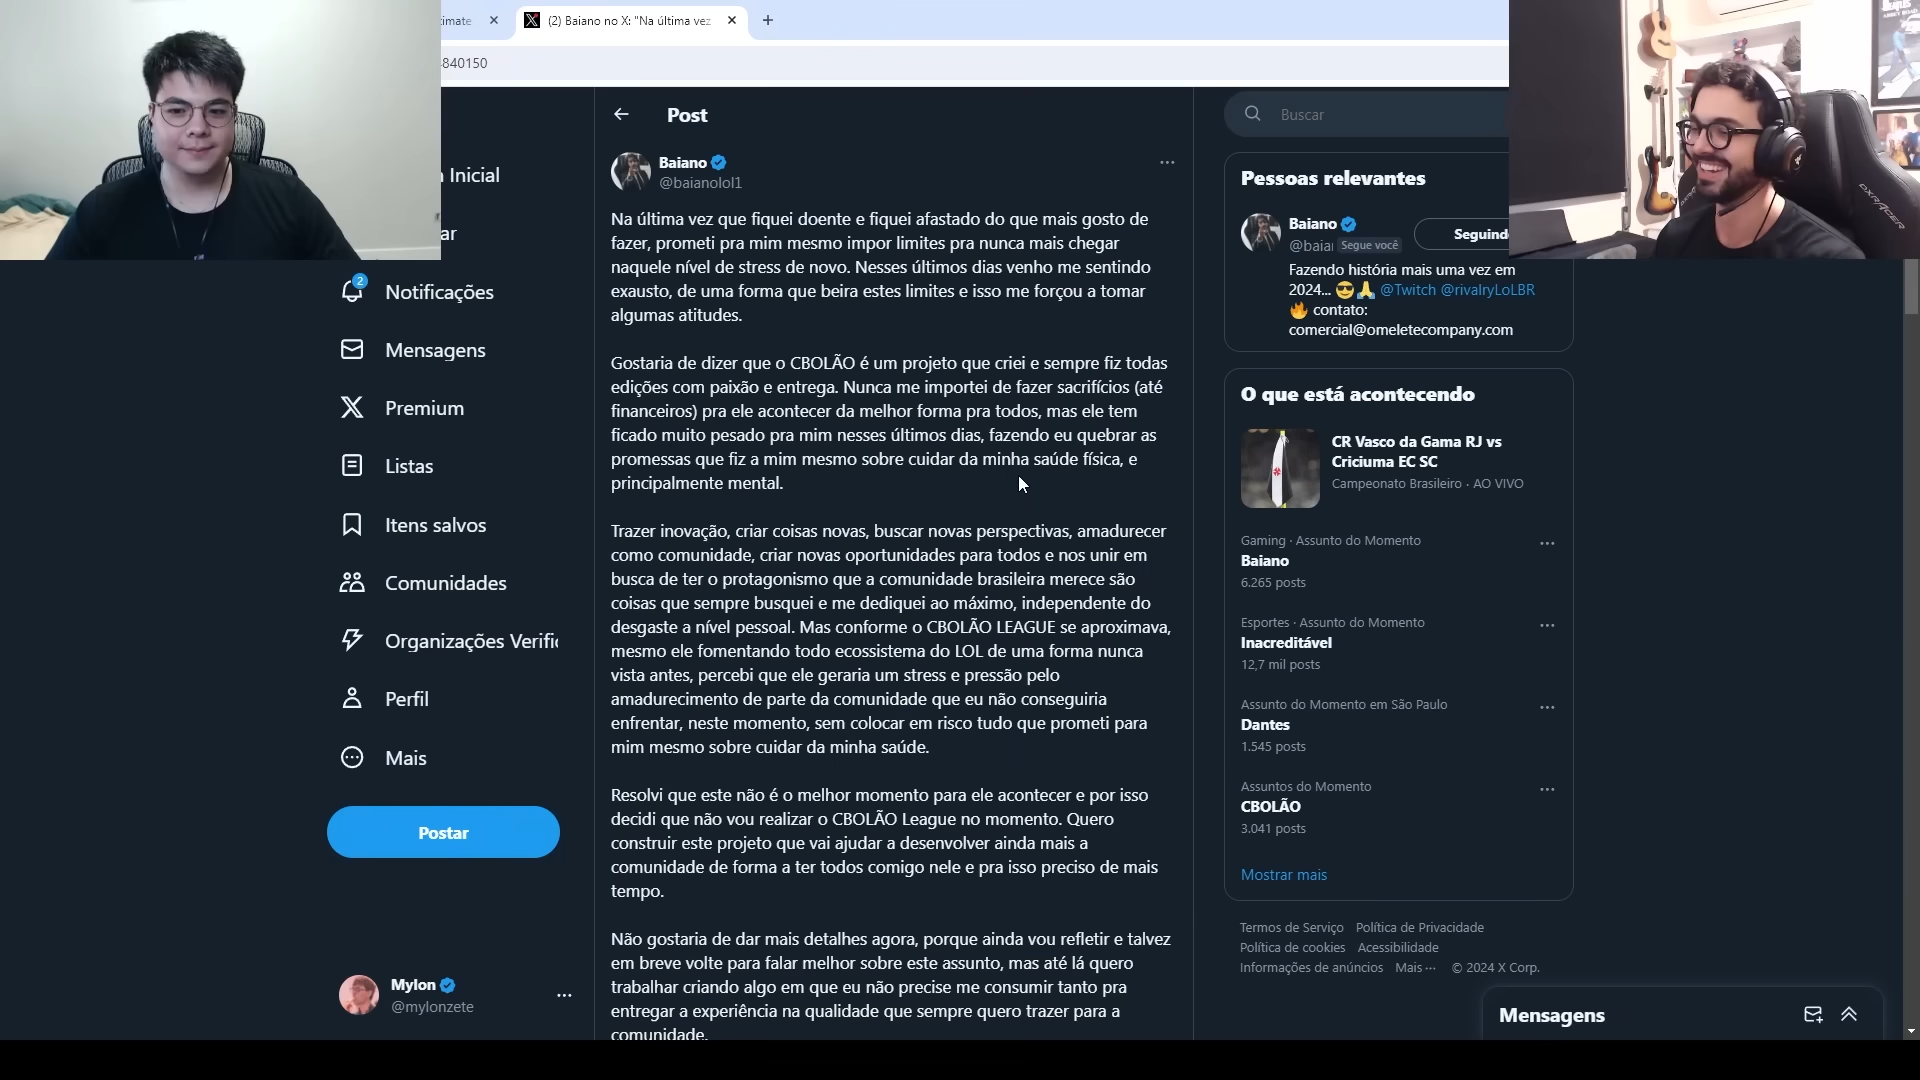 timate
(2) Baiano no X: "Na última vez
840150
Inicial
ar
2
Notificações
Mensagens
Premium
Listas
Itens salvos
Comunidades
Organizações Verific
Perfil
Mais
Postar
Mylon
@mylonzete
Post
Baiano
@baianolol1
Na última vez que fiquei doente e fiquei afastado do que mais gosto de
fazer, prometi pra mim mesmo impor limites pra nunca mais chegar
naquele nível de stress de novo. Nesses últimos dias venho me sentindo
exausto, de uma forma que beira estes limites e isso me forçou a tomar
algumas atitudes.
Gostaria de dizer que o CBOLÃO é um projeto que criei e sempre fiz todas
edições com paixão e entrega. Nunca me importei de fazer sacrifícios (até
financeiros) pra ele acontecer da melhor forma pra todos, mas ele tem
ficado muito pesado pra mim nesses últimos dias, fazendo eu quebrar as
promessas que fiz a mim mesmo sobre cuidar da minha saúde física, e
principalmente mental.
Trazer inovação, criar coisas novas, buscar novas perspectivas, amadurecer
como comunidade, criar novas oportunidades para todos e nos unir em
busca de ter o protagonismo que a comunidade brasileira merece são
coisas que sempre busquei e me dediquei ao máximo, independente do
desgaste a nível pessoal. Mas conforme o CBOLÃO LEAGUE se aproximava,
mesmo ele fomentando todo ecossistema do LOL de uma forma nunca
vista antes, percebi que ele geraria um stress e pressão pelo
amadurecimento de parte da comunidade que eu não conseguiria
enfrentar, neste momento, sem colocar em risco tudo que prometi para
mim mesmo sobre cuidar da minha saúde.
Resolvi que este não é o melhor momento para ele acontecer e por isso
decidi que não vou realizar o CBOLÃO League no momento. Quero
construir este projeto que vai ajudar a desenvolver ainda mais a
comunidade de forma a ter todos comigo nele e pra isso preciso de mais
tempo.
Não gostaria de dar mais detalhes agora, porque ainda vou refletir e talvez
em breve volte para falar melhor sobre este assunto, mas até lá quero
trabalhar criando algo em que eu não precise me consumir tanto pra
entregar a experiência na qualidade que sempre quero trazer para a
comunidade.
Buscar
Pessoas relevantes
Baiano
@baiai Segue você
Seguind
Fazendo história mais uma vez em
2024... 😎🙏 @Twitch @rivalryLoLBR
🔥 contato:
comercial@omeletecompany.com
O que está acontecendo
CR Vasco da Gama RJ vs
Criciuma EC SC
Campeonato Brasileiro · AO VIVO
Gaming · Assunto do Momento
Baiano
6.265 posts
Esportes · Assunto do Momento
Inacreditável
12,7 mil posts
Assunto do Momento em São Paulo
Dantes
1.545 posts
Assuntos do Momento
CBOLÃO
3.041 posts
Mostrar mais
Termos de Serviço Política de Privacidade
Política de cookies Acessibilidade
Informações de anúncios Mais ··· © 2024 X Corp.
Mensagens
DXRACER